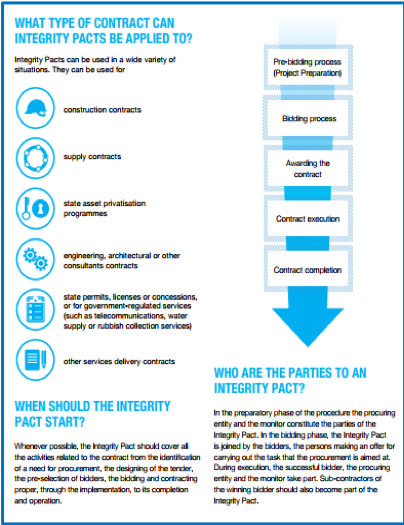 WHAT TYPE OF CONTRACT CAN
INTEGRITY PACTS BE APPLIED TO?
Integrity Pacts can be used in a wide variety of
situations. They can be used for
construction contracts
supply contracts
state asset privatisation
programmes
engineering, architectural or other
consultants contracts
state permits, licenses or concessions,
or for government-regulated services
(such as telecommunications, water
supply or rubbish collection services)
other services delivery contracts
WHEN SHOULD THE INTEGRITY
PACT START?
Whenever possible, the Integrity Pact should cover all
the activities related to the contract from the identification
of a need for procurement, the designing of the tender,
the pre-selection of bidders, the bidding and contracting
proper, through the implementation, to its completion
and operation.
Pre-bidding process
(Project Preparation)
Bidding process
Awarding the
contract
Contract execution
Contract completion
WHO ARE THE PARTIES TO AN
INTEGRITY PACT?
In the preparatory phase of the procedure the procuring
entity and the monitor constitute the parties of the
Integrity Pact. In the bidding phase, the Integrity Pact
is joined by the bidders, the persons making an offer for
carrying out the task that the procurement is aimed at.
During execution, the successful bidder, the procuring
entity and the monitor take part. Sub-contractors of
the winning bidder should also become part of the
Integrity Pact.